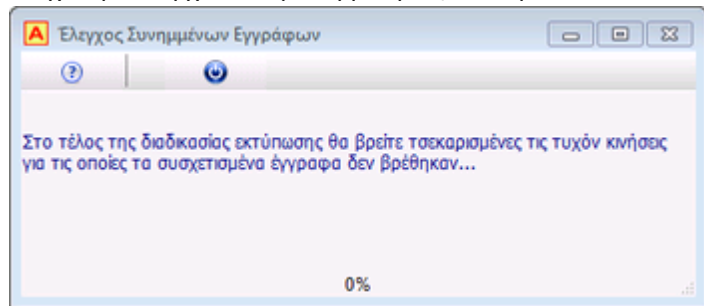 Έλεγχος Συνημμένων Εγγράφων
Στο τέλος της διαδικασίας εκτύπωσης θα βρείτε τσεκαρισμένες τις τυχόν κινήσεις
για τις οποίες τα συσχετισμένα έγγραφα δεν βρέθηκαν...
0%